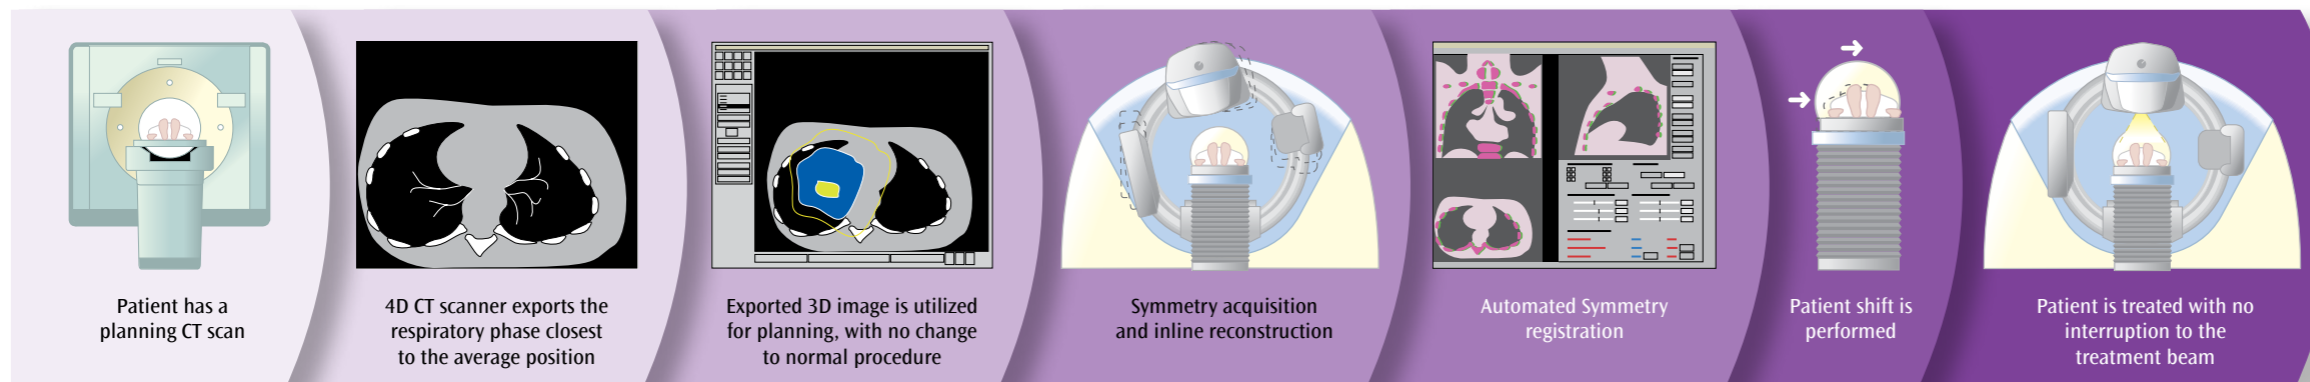 Patient has a
planning CT scan
4D CT scanner exports the
respiratory phase closest
to the average position
Exported 3D image is utilized
for planning, with no change
to normal procedure
Symmetry acquisition
and inline reconstruction
Automated Symmetry
registration
Patient shift is
performed
Patient is treated with no
interruption to the
treatment beam